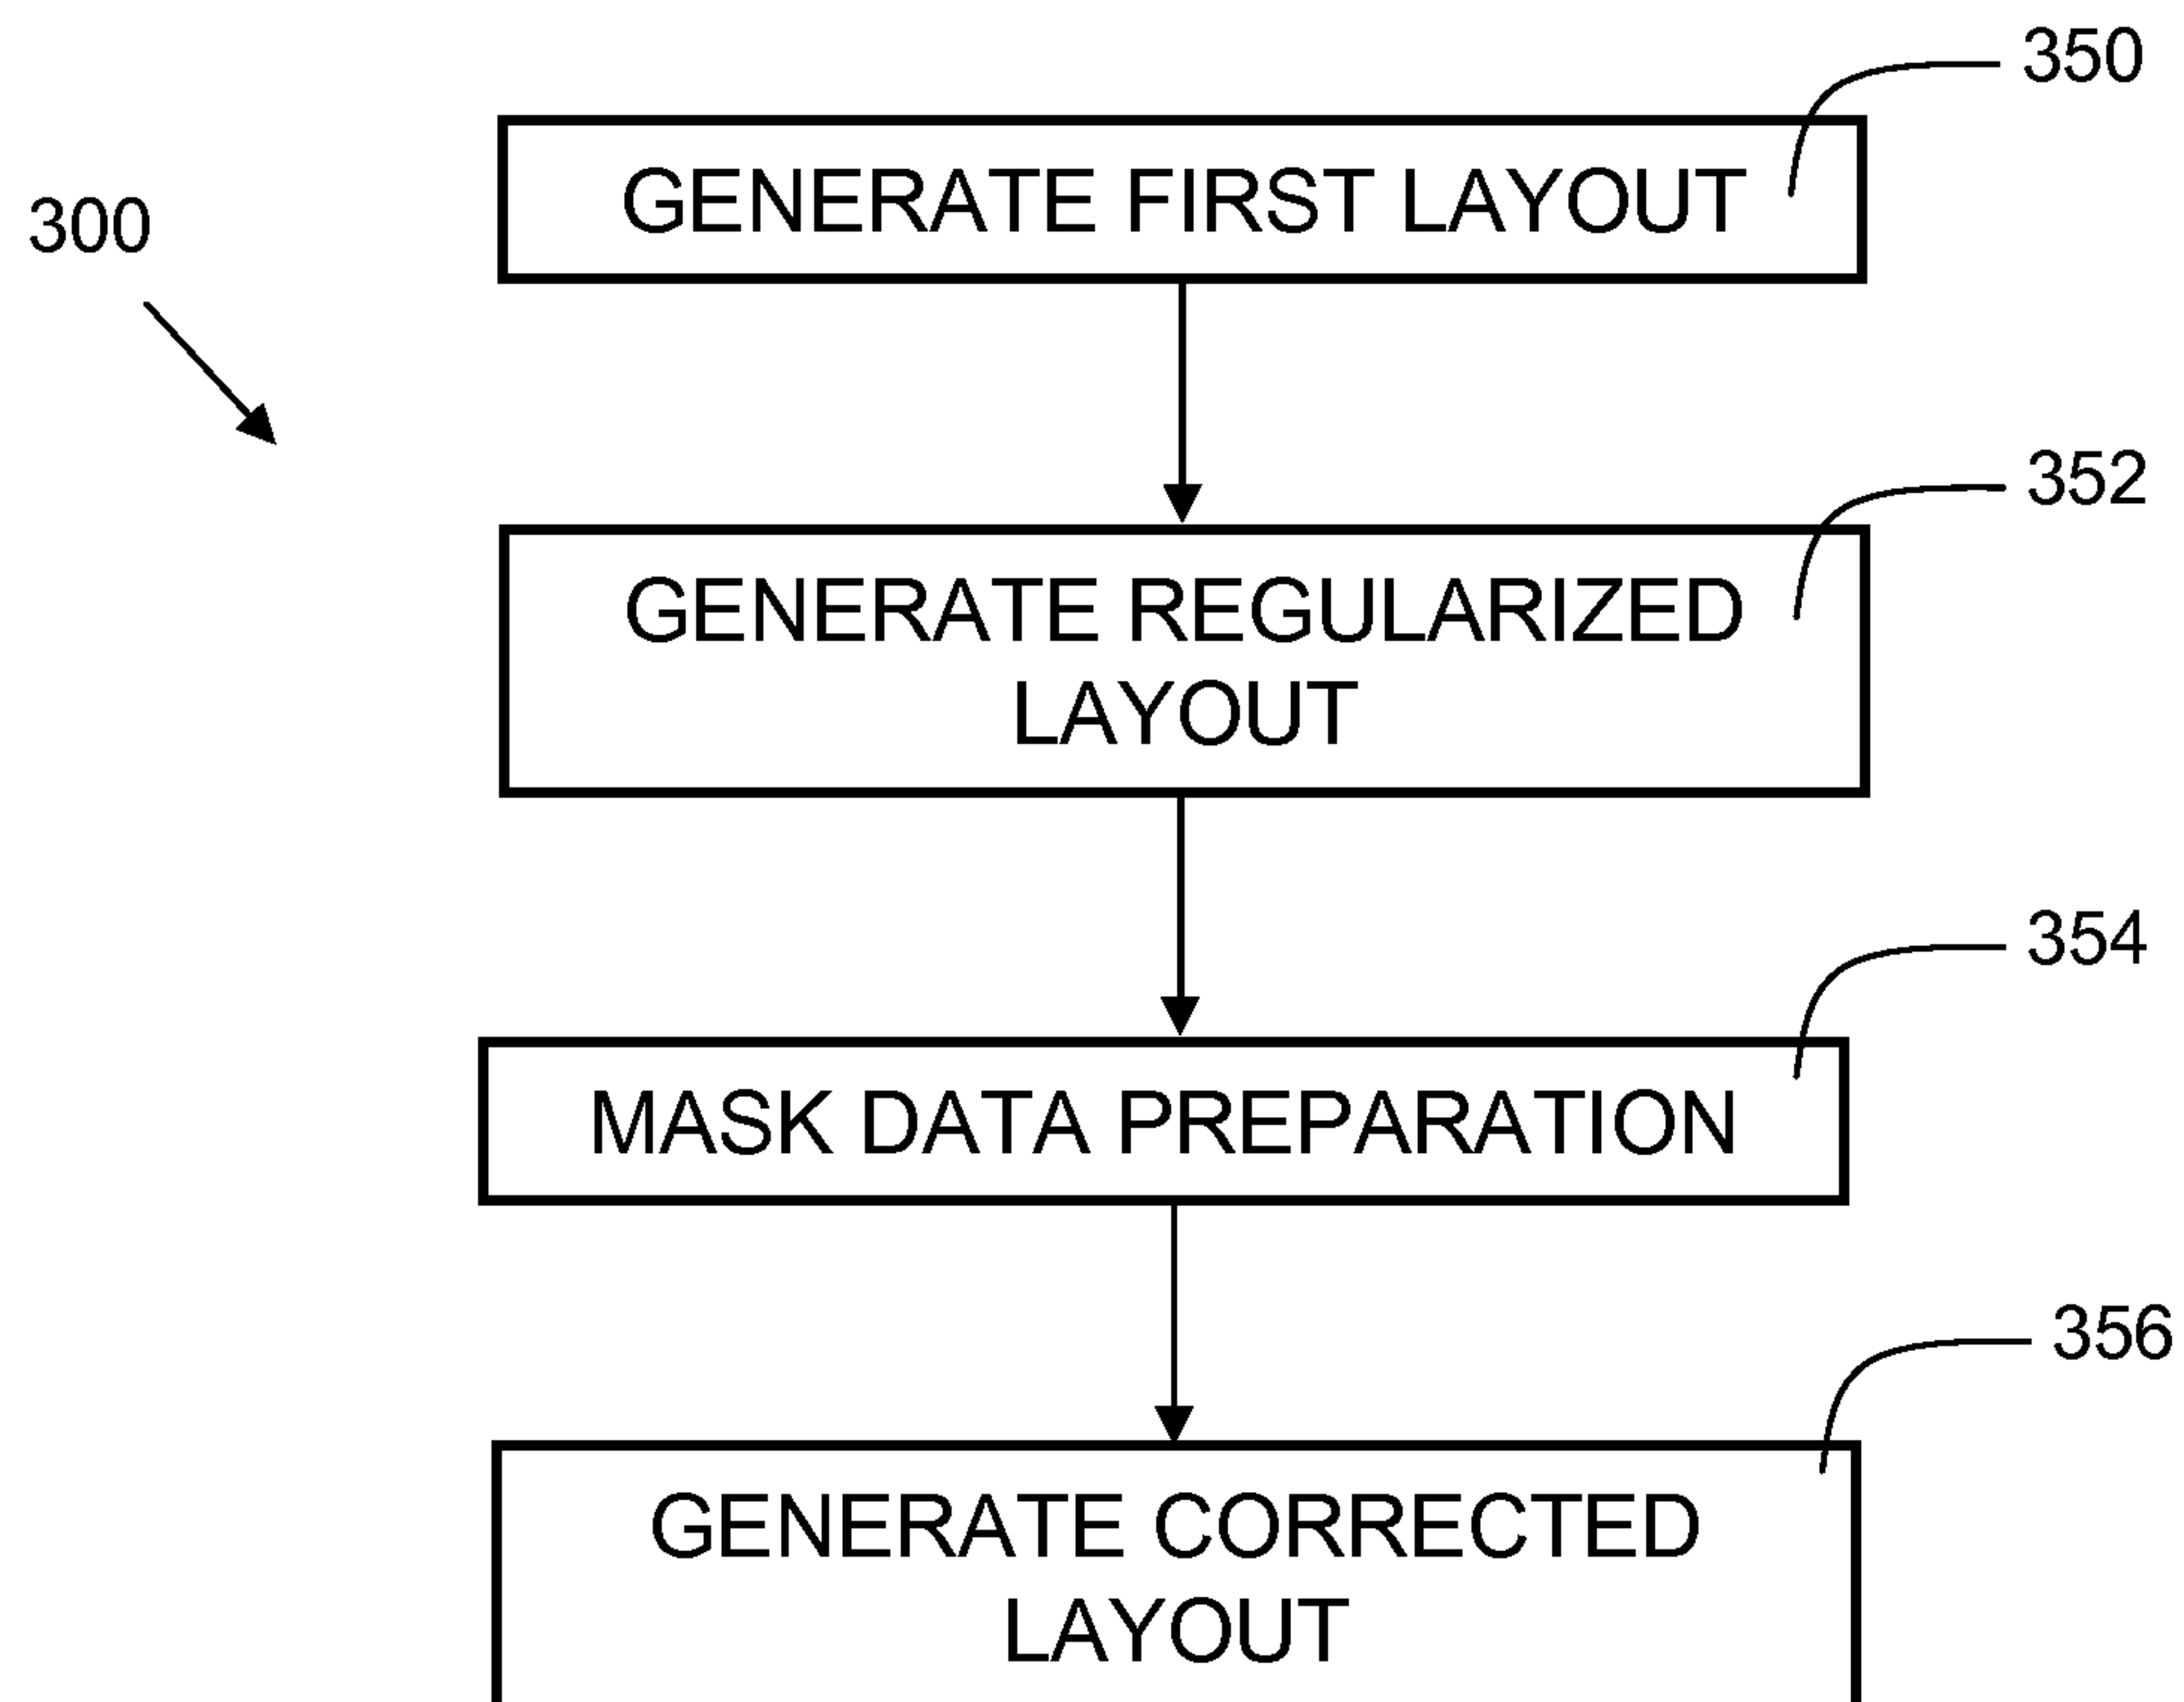 350
GENERATE FIRST LAYOUT
300
352
GENERATE REGULARIZED
LAYOUT
354
MASK DATA PREPARATION
356
GENERATE CORRECTED
LAYOUT